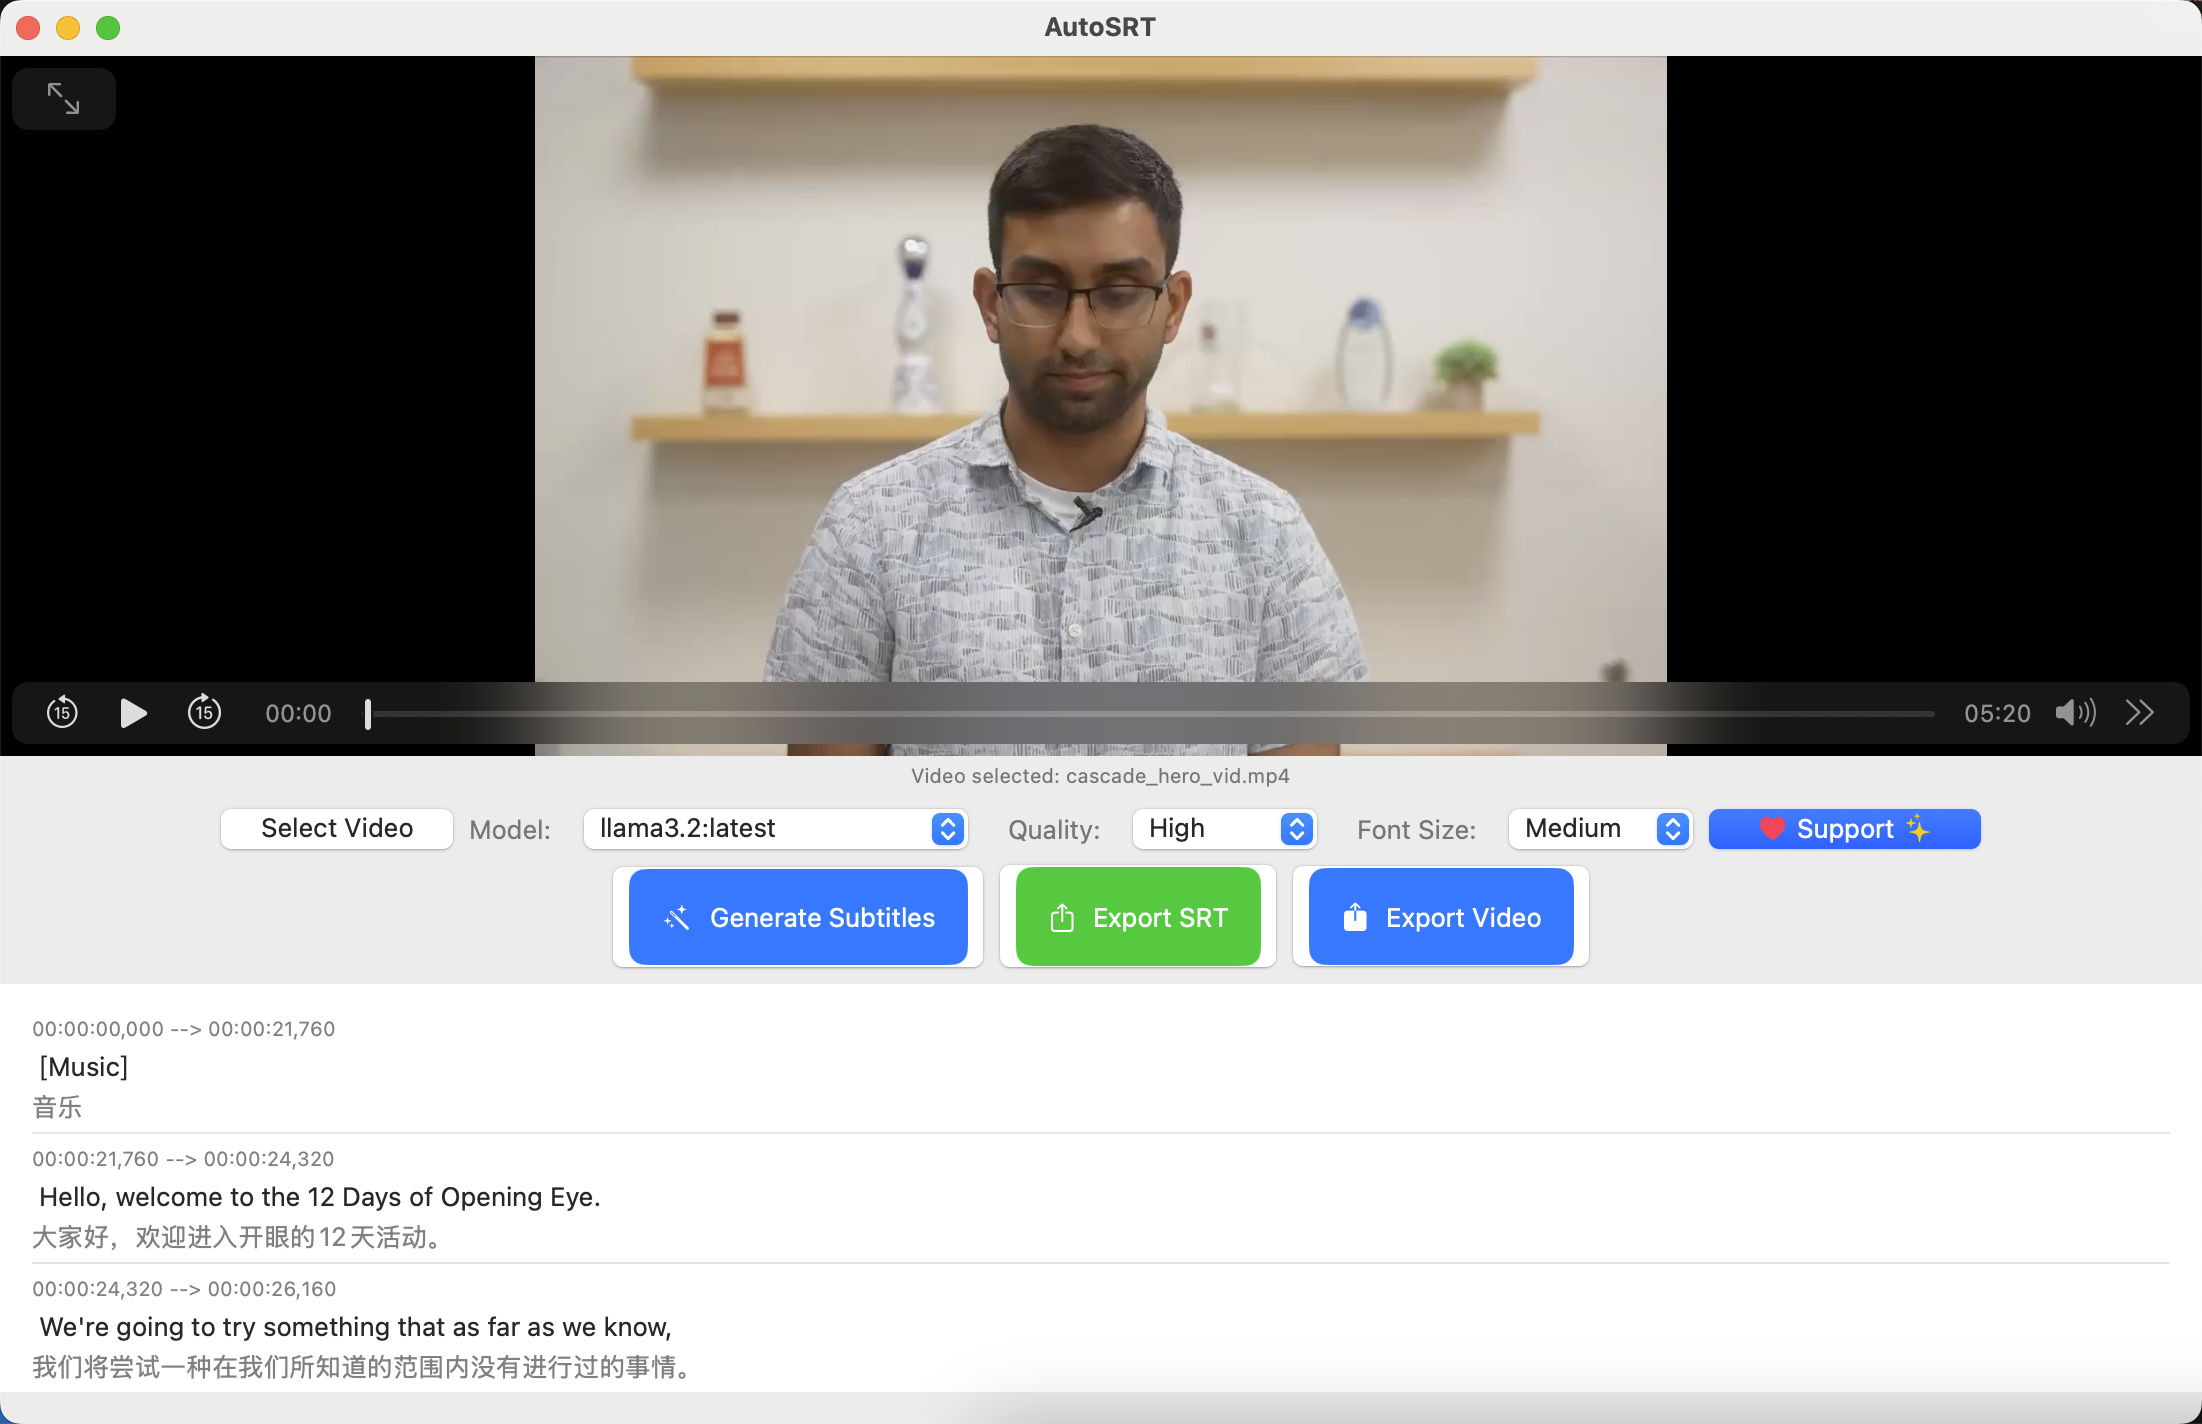 AutoSRT
15
15
00:00
05:20
Video selected: cascade_hero_vid.mp4
Select Video Model: llama3.2:latest Quality: High Font Size: Medium ❤️ Support ✨
Generate Subtitles Export SRT Export Video
00:00:00,000 --> 00:00:21,760
[Music]
音乐
00:00:21,760 --> 00:00:24,320
Hello, welcome to the 12 Days of Opening Eye.
大家好，欢迎进入开眼的12天活动。
00:00:24,320 --> 00:00:26,160
We're going to try something that as far as we know,
我们将尝试一种在我们所知道的范围内没有进行过的事情。